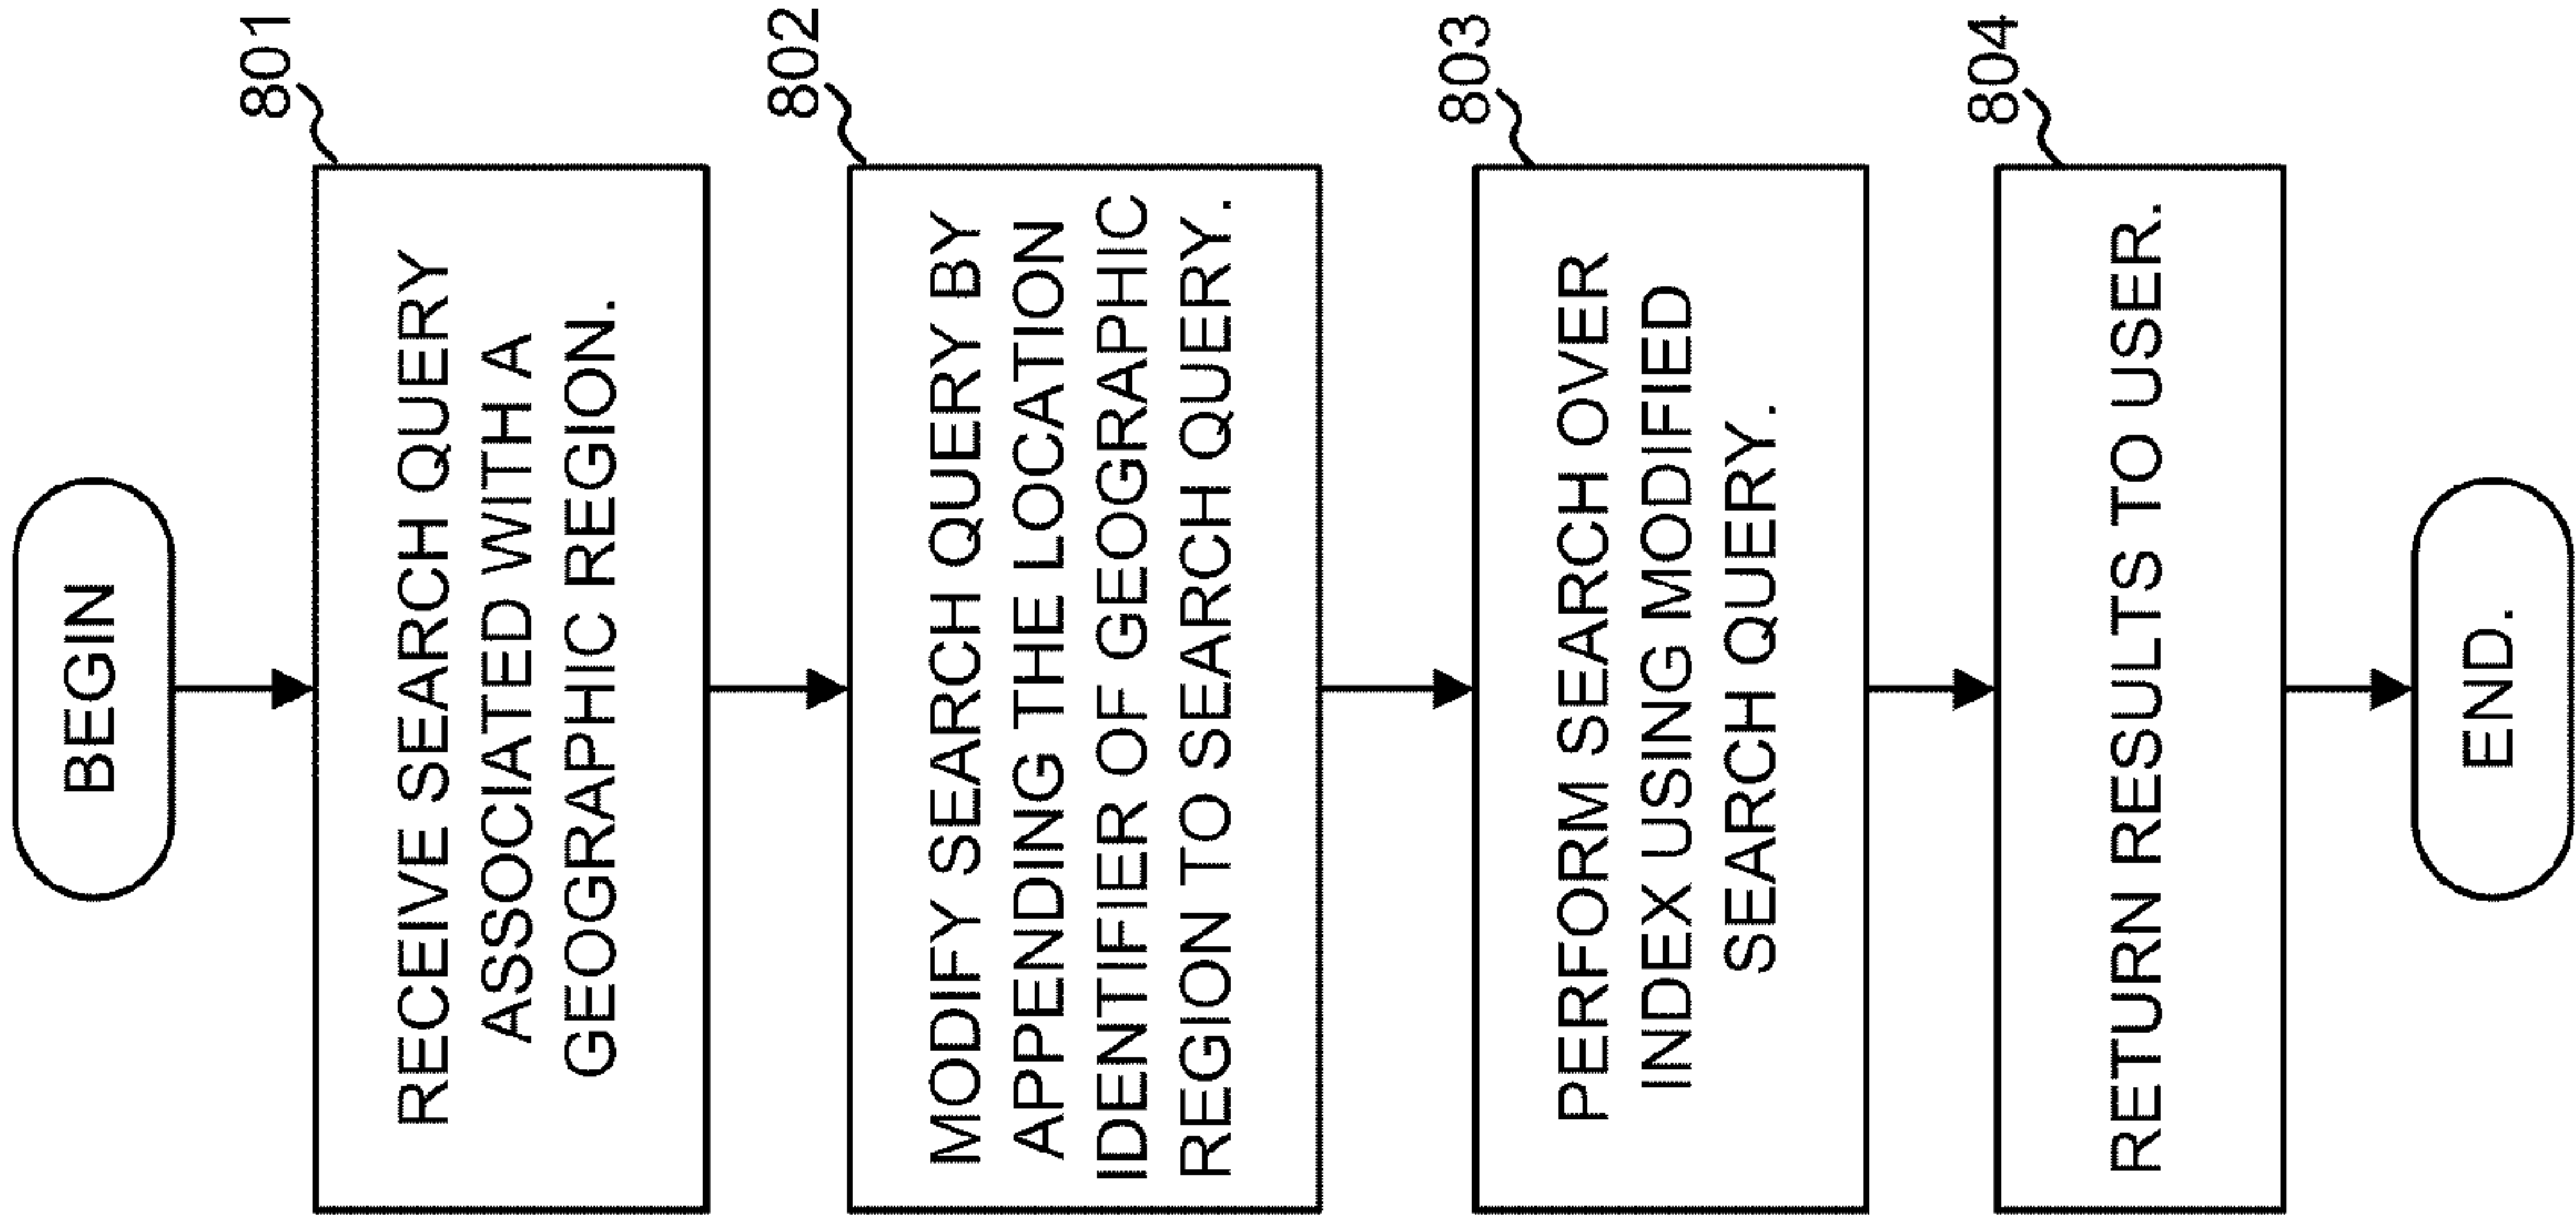 BEGIN
801
RECEIVE SEARCH QUERY
ASSOCIATED WITH A
GEOGRAPHIC REGION.
802
MODIFY SEARCH QUERY BY
APPENDING THE LOCATION
IDENTIFIER OF GEOGRAPHIC
REGION TO SEARCH QUERY.
803
PERFORM SEARCH OVER
INDEX USING MODIFIED
SEARCH QUERY.
804
RETURN RESULTS TO USER.
END.